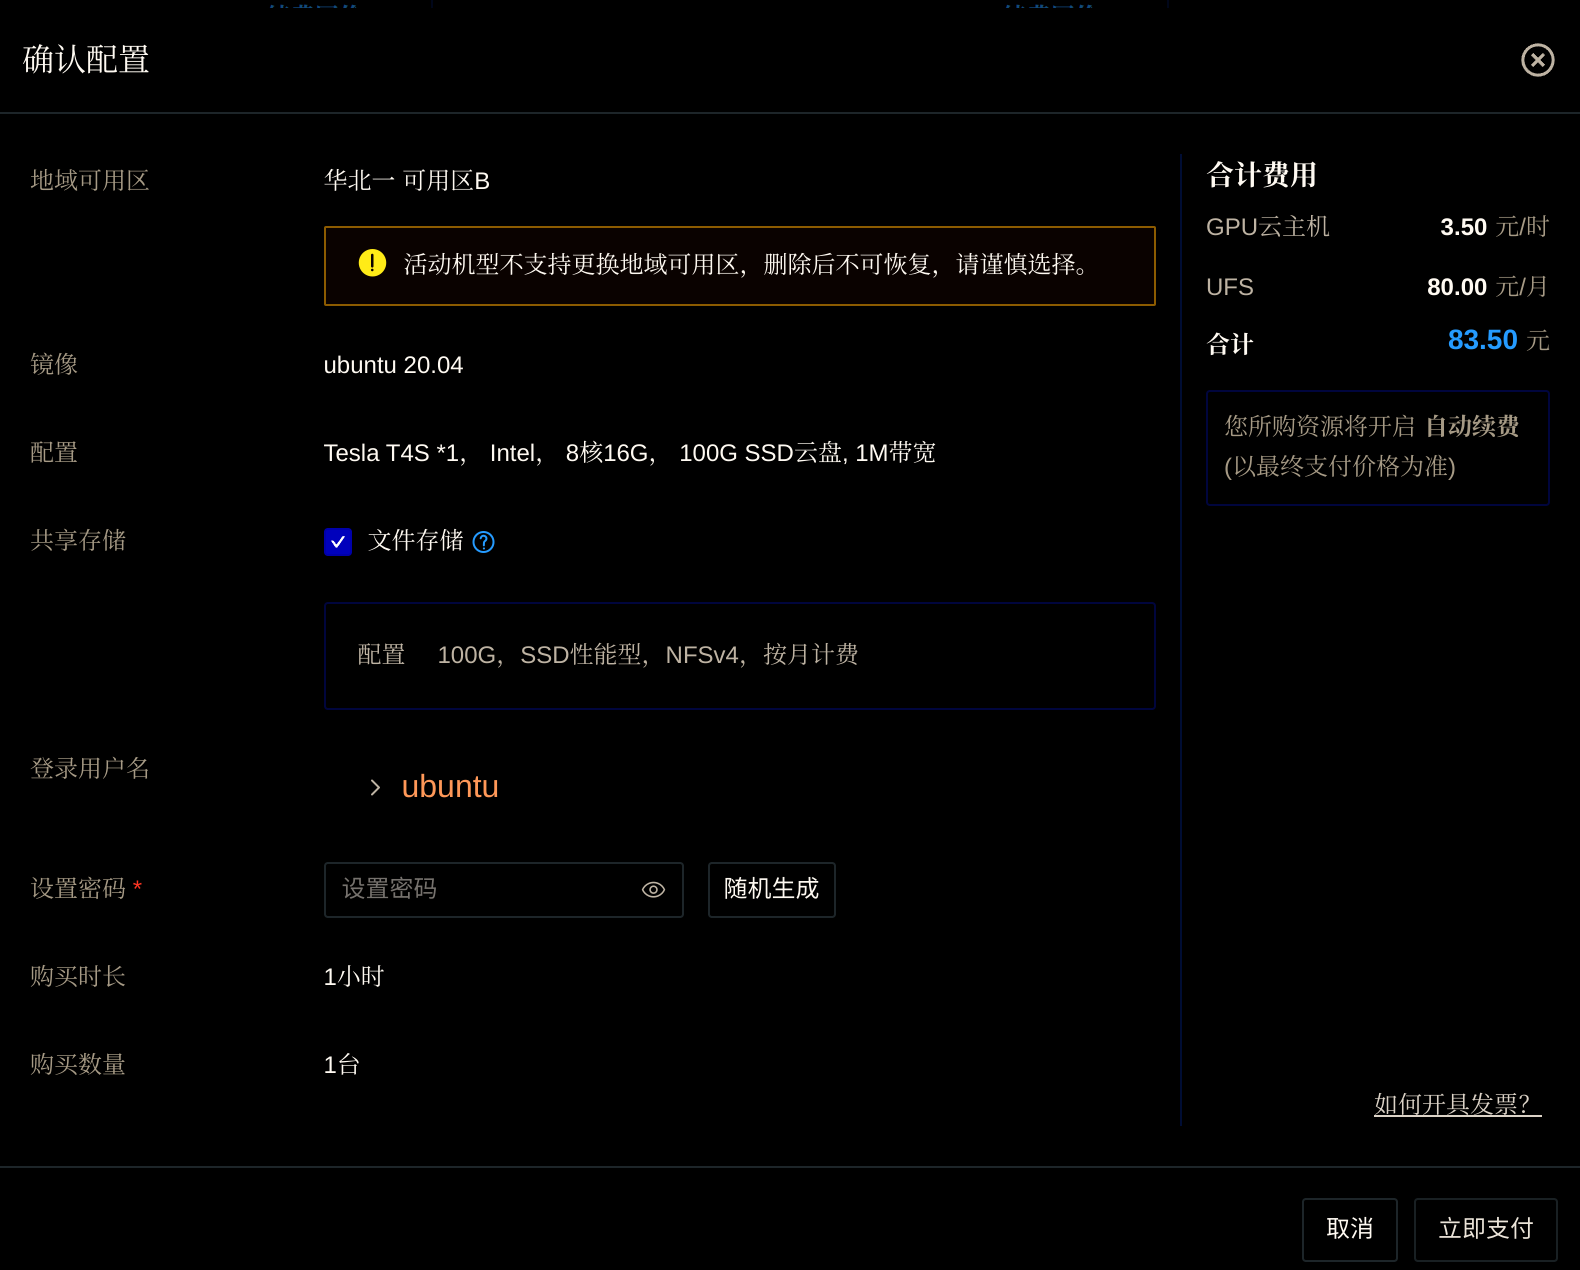 确认配置
地域可用区
华北一 可用区B
活动机型不支持更换地域可用区，删除后不可恢复，请谨慎选择。
镜像
ubuntu 20.04
配置
Tesla T4S *1， Intel， 8核16G， 100G SSD云盘, 1M带宽
共享存储
文件存储
配置 100G，SSD性能型，NFSv4，按月计费
登录用户名
ubuntu
设置密码 *
设置密码
随机生成
购买时长
1小时
购买数量
1台
合计费用
GPU云主机 3.50 元/时
UFS 80.00 元/月
合计 83.50 元
您所购资源将开启 自动续费
(以最终支付价格为准)
如何开具发票？
取消
立即支付